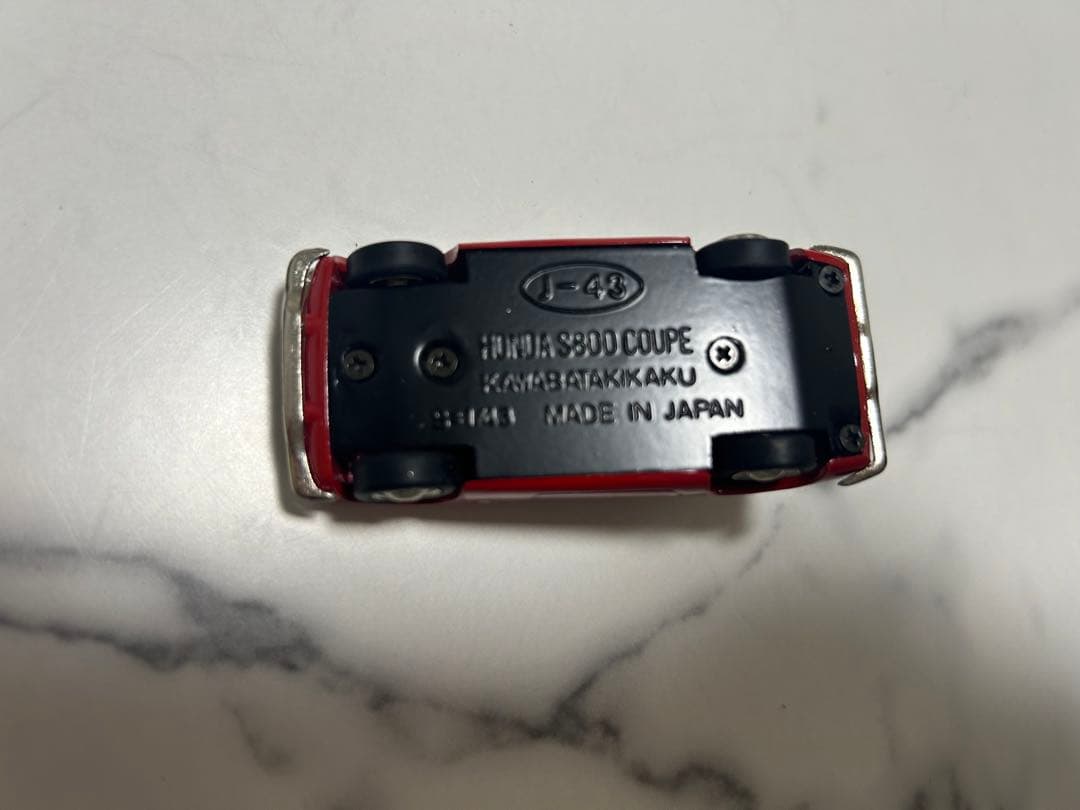 J-43
HONDA S800 COUPE
KAWABATAKIKAKU
MADE IN JAPAN